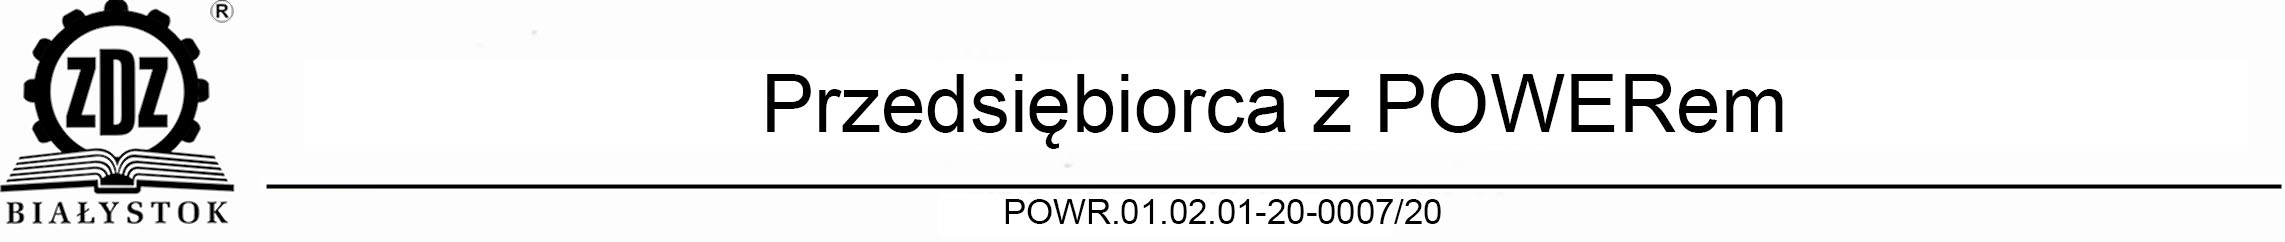 ZDZ
®
BIAŁYSTOK
Przedsiębiorca z POWERem
POWR.01.02.01-20-0007/20